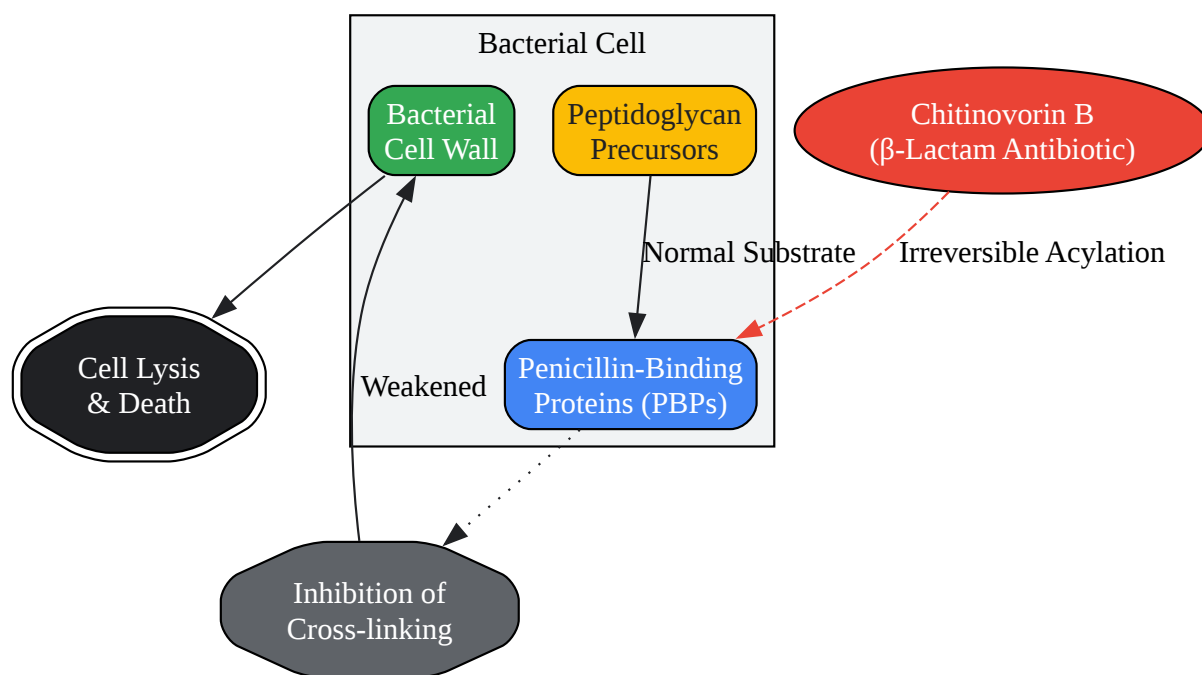 Bacterial Cell
Bacterial
Cell Wall
Peptidoglycan
Precursors
Chitinovorin B
(β-Lactam Antibiotic)
Normal Substrate
Irreversible Acylation
Cell Lysis
& Death
Weakened
Penicillin-Binding
Proteins (PBPs)
Inhibition of
Cross-linking